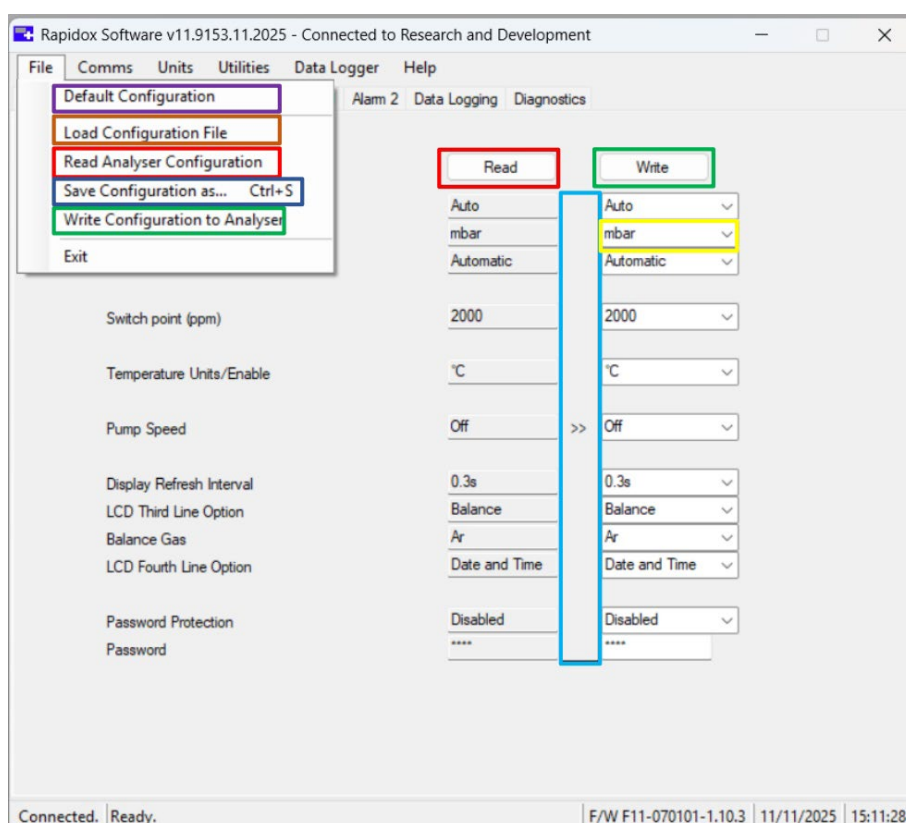 Rapidox Software v11.9153.11.2025 - Connected to Research and Development
File Comms Units Utilities Data Logger Help
Default Configuration
Load Configuration File
Read Analyser Configuration
Save Configuration as... Ctrl+S
Write Configuration to Analyser
Exit
Alarm 2 Data Logging Diagnostics
Read Write
Auto Auto
mbar mbar
Automatic Automatic
Switch point (ppm) 2000 2000
Temperature Units/Enable °C °C
Pump Speed Off >> Off
Display Refresh Interval 0.3s 0.3s
LCD Third Line Option Balance Balance
Balance Gas Ar Ar
LCD Fourth Line Option Date and Time Date and Time
Password Protection Disabled Disabled
Password **** ****
Connected. Ready. F/W F11-070101-1.10.3 11/11/2025 15:11:28